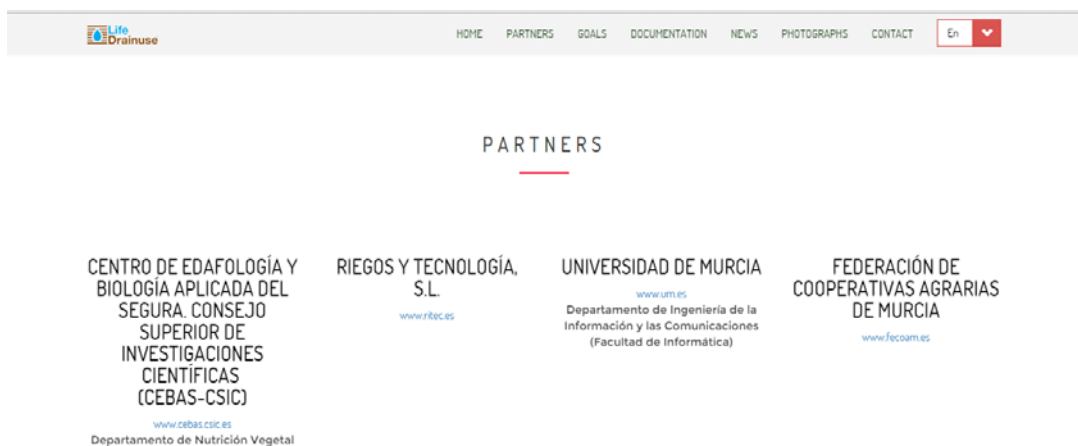 Life
Drainuse
HOME PARTNERS GOALS DOCUMENTATION NEWS PHOTOGRAPHS CONTACT En
PARTNERS
CENTRO DE EDAFOLOGÍA Y
BIOLOGÍA APLICADA DEL
SEGURA. CONSEJO
SUPERIOR DE
INVESTIGACIONES
CIENTÍFICAS
(CEBAS-CSIC)
www.cebas.csic.es
Departamento de Nutrición Vegetal
RIEGOS Y TECNOLOGÍA,
S.L.
www.ritec.es
UNIVERSIDAD DE MURCIA
www.um.es
Departamento de Ingeniería de la
Información y las Comunicaciones
(Facultad de Informática)
FEDERACIÓN DE
COOPERATIVAS AGRARIAS
DE MURCIA
www.fecoam.es